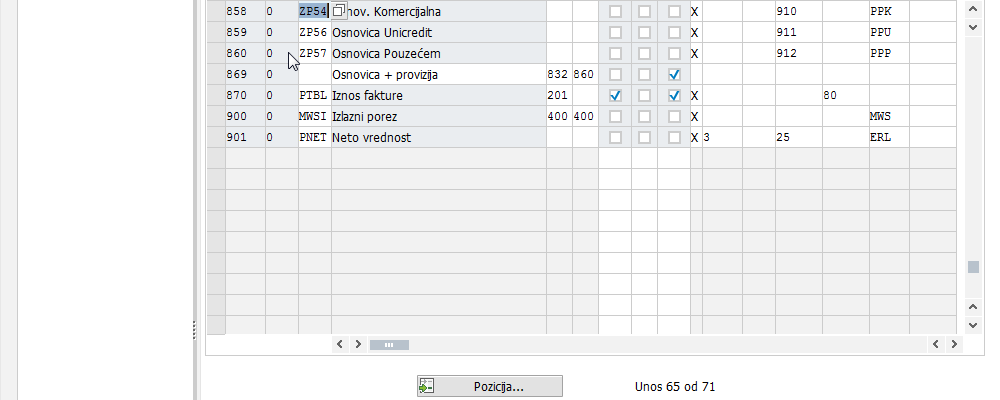 858 0 ZP54 nov. Komercijalna X 910 PPK
859 0 ZP56 Osnovica Unicredit X 911 PPU
860 0 ZP57 Osnovica Pouzećem X 912 PPP
869 0 Osnovica + provizija 832 860
870 0 PTBL Iznos fakture 201 X 80
900 0 MWSI Izlazni porez 400 400 X MWS
901 0 PNET Neto vrednost X 3 25 ERL
Pozicija... Unos 65 od 71